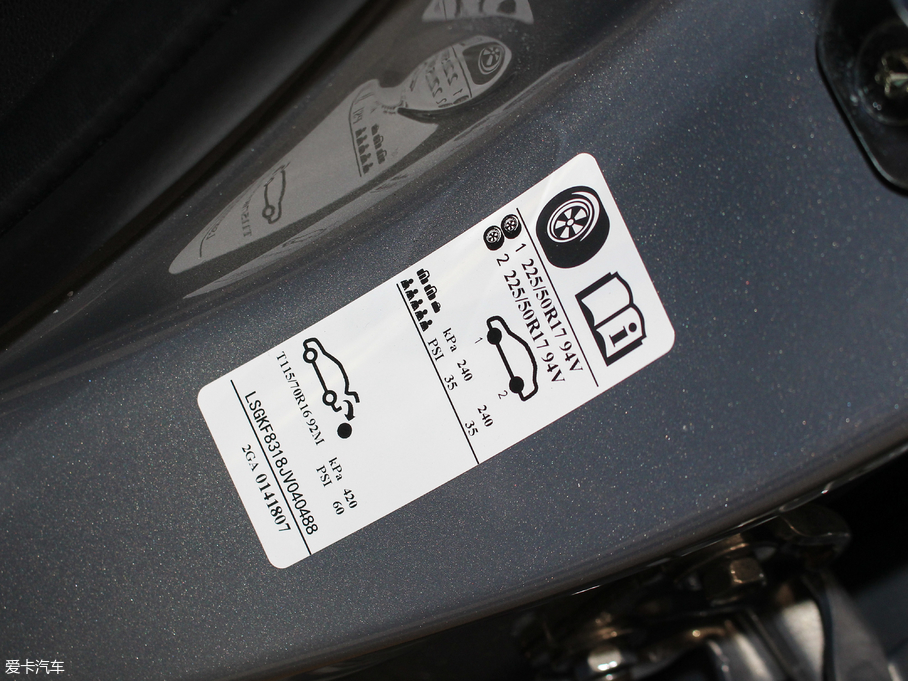 1 225/50R17 94V
2 225/50R17 94V
1
2
kPa 240 240
PSI 35 35
T115/70R16 92M
kPa 420
PSI 60
LSGKF8318JV040488
2GA 0141807
爱卡汽车